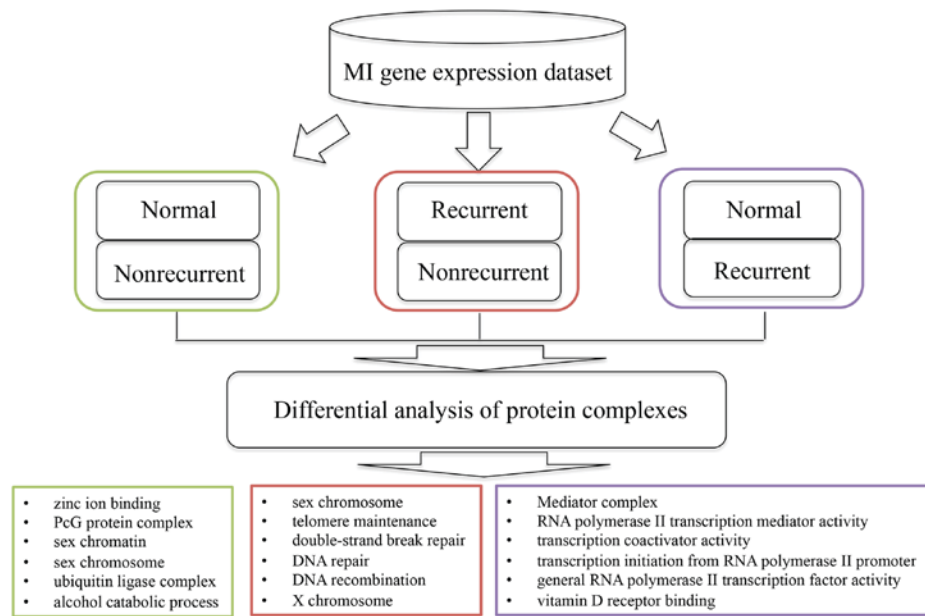 MI gene expression dataset
Normal
Nonrecurrent
Recurrent
Nonrecurrent
Normal
Recurrent
Differential analysis of protein complexes
• zinc ion binding
• PcG protein complex
• sex chromatin
• sex chromosome
• ubiquitin ligase complex
• alcohol catabolic process
• sex chromosome
• telomere maintenance
• double-strand break repair
• DNA repair
• DNA recombination
• X chromosome
• Mediator complex
• RNA polymerase II transcription mediator activity
• transcription coactivator activity
• transcription initiation from RNA polymerase II promoter
• general RNA polymerase II transcription factor activity
• vitamin D receptor binding